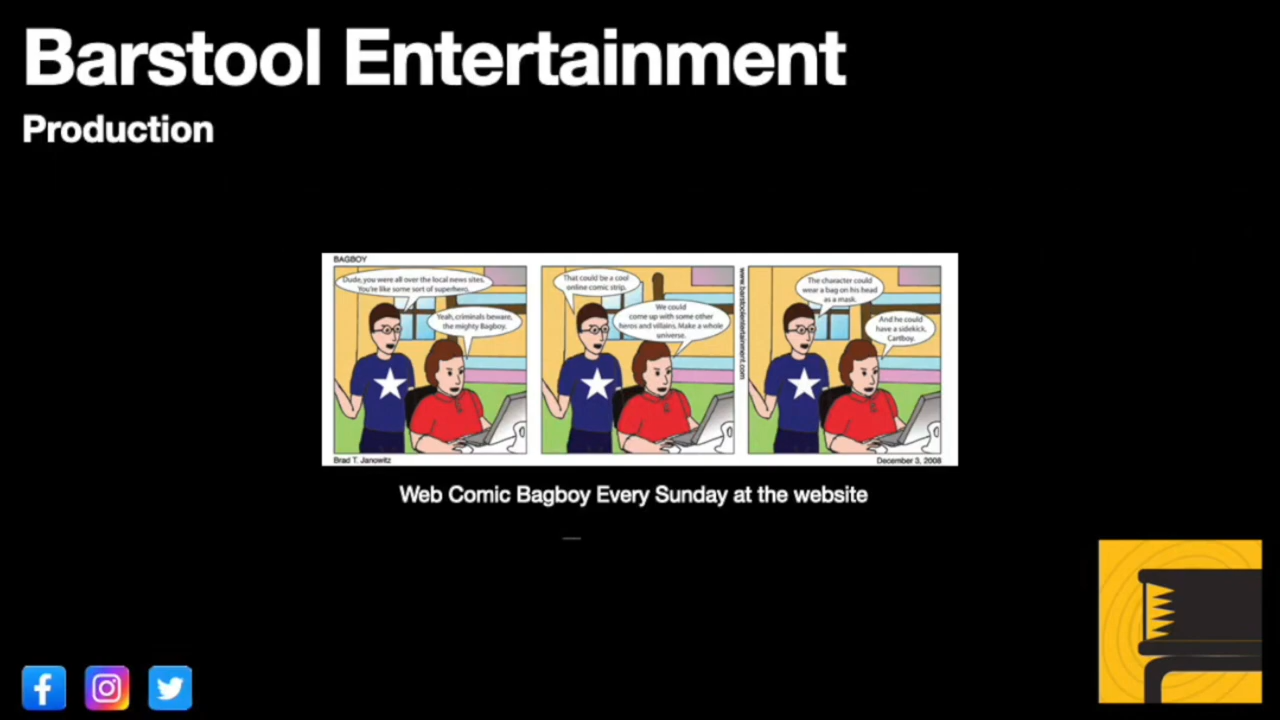 Barstool Entertainment
Production
BAGBOY
Dude, you were all over the local news sites.
You're like some sort of superhero.
Yeah, criminals beware,
the mighty Bagboy.
That could be a cool
online comic strip.
We could
come up with some other
heros and villains. Make a whole
universe.
www.barstoolentertainment.com
The character could
wear a bag on his head
as a mask.
And he could
have a sidekick,
Cartboy.
Brad T. Janowitz
December 3, 2008
Web Comic Bagboy Every Sunday at the website